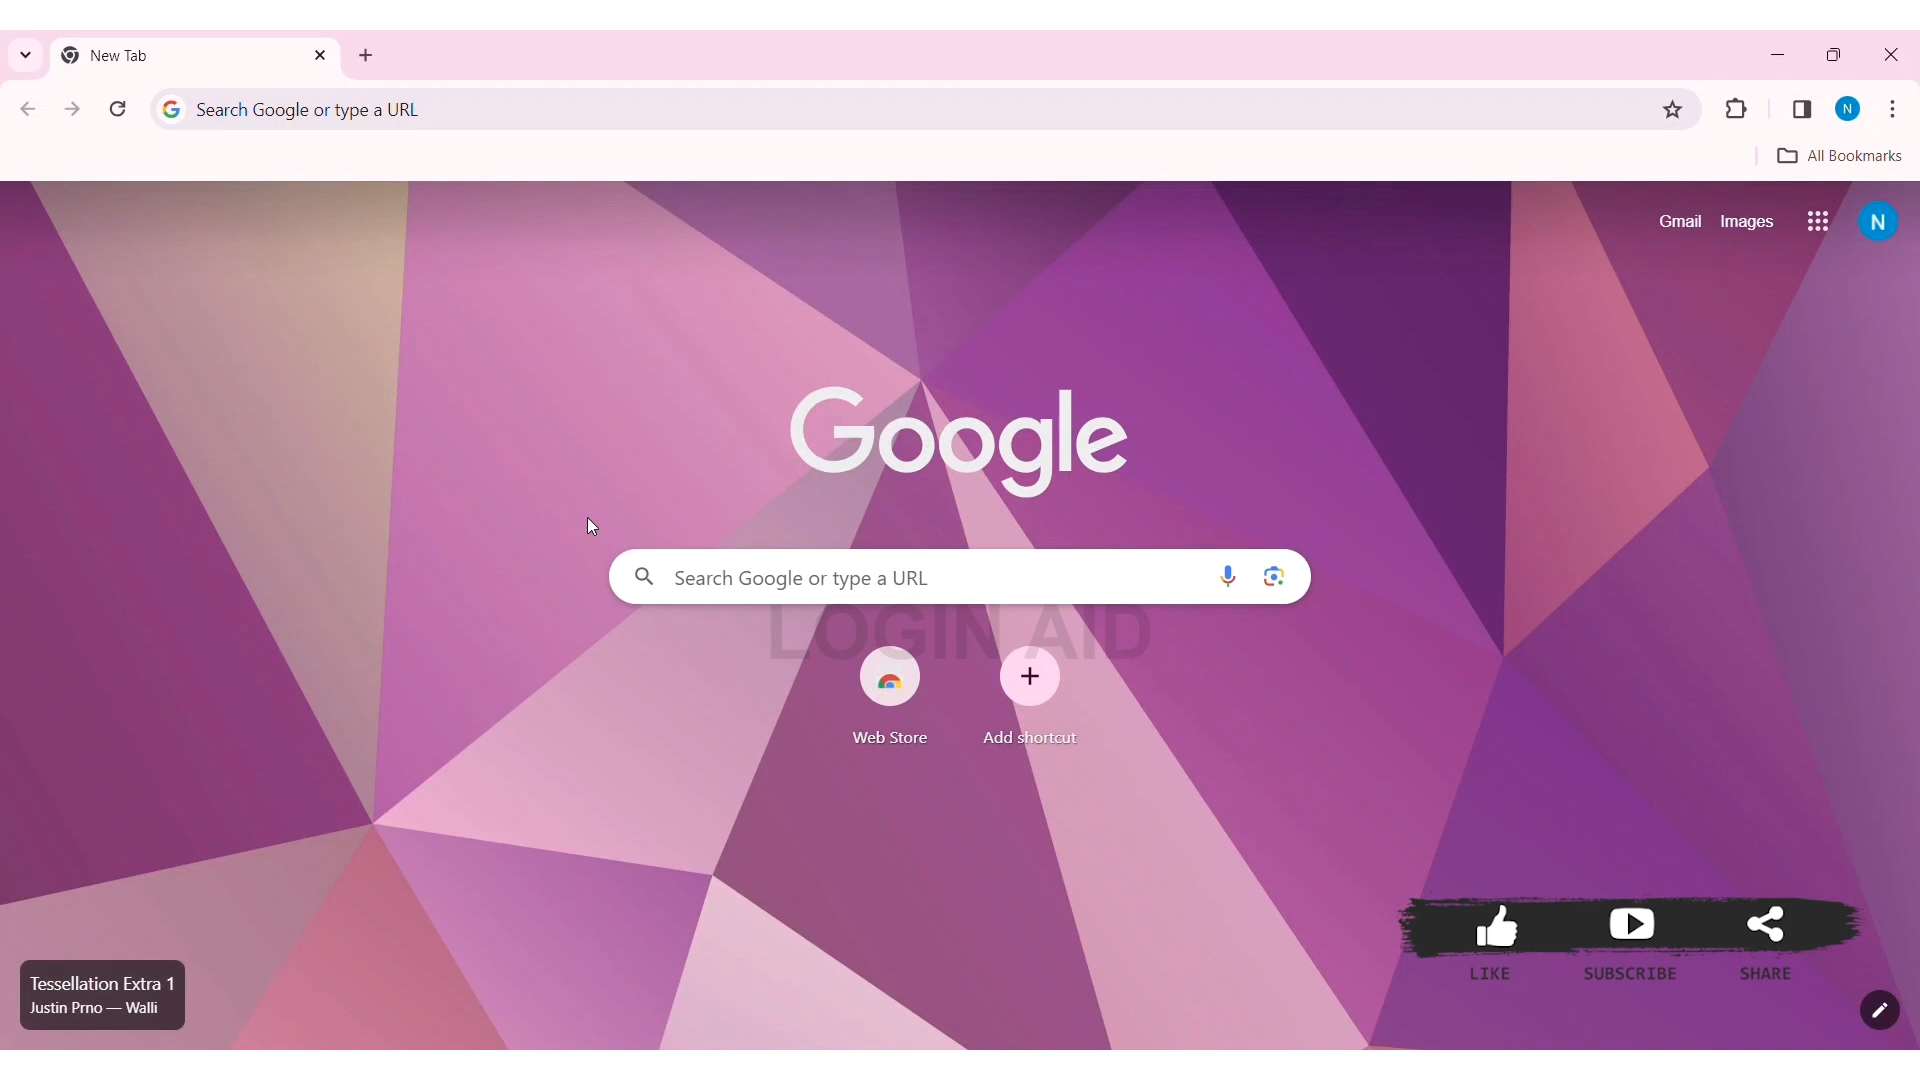 New Tab
Search Google or type a URL
N
All Bookmarks
Gmail Images
N
Google
Search Google or type a URL
LOGIN AID
Web Store
Add shortcut
LIKE
SUBSCRIBE
SHARE
Tessellation Extra 1
Justin Prno — Walli